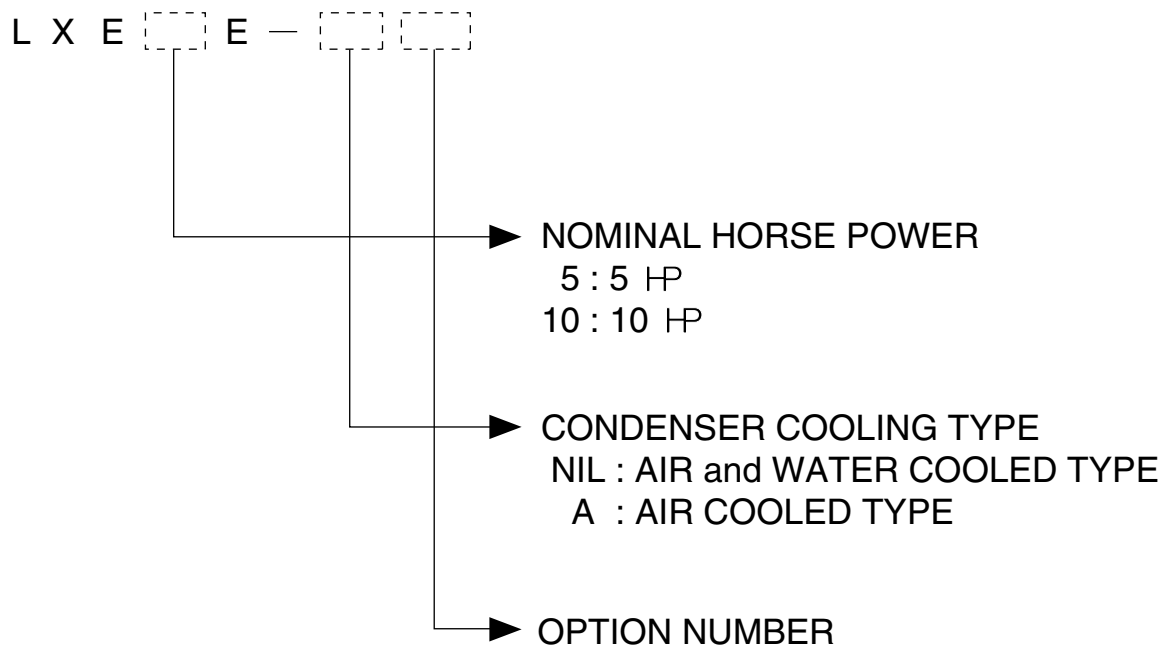 L X E E —
NOMINAL HORSE POWER
5 : 5 HP
10 : 10 HP
CONDENSER COOLING TYPE
NIL : AIR and WATER COOLED TYPE
A : AIR COOLED TYPE
OPTION NUMBER